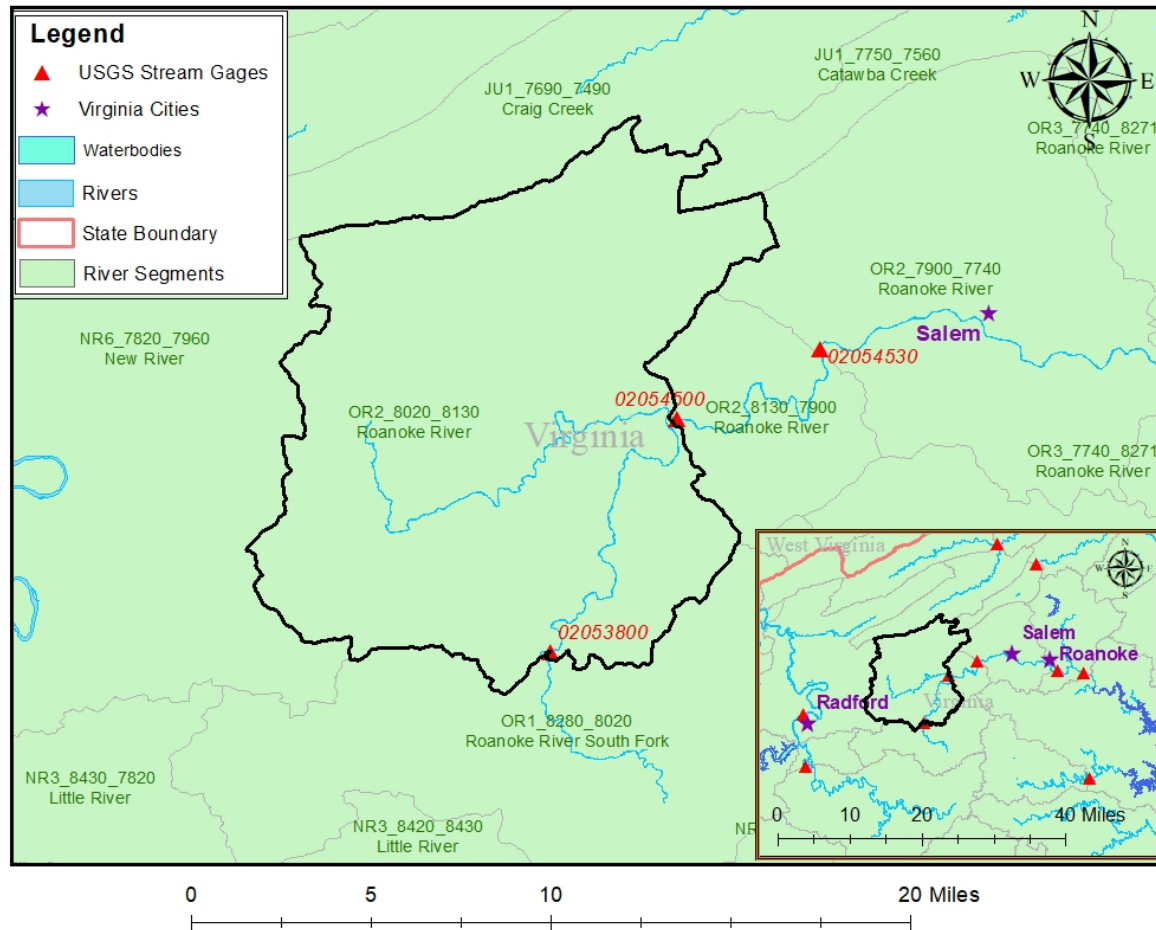 Legend
USGS Stream Gages
Virginia Cities
Waterbodies
Rivers
State Boundary
River Segments
N
W
E
S
JU1_7750_7560
Catawba Creek
JU1_7690_7490
Craig Creek
OR3_7740_8271
Roanoke River
OR2_7900_7740
Roanoke River
Salem
02054530
NR6_7820_7960
New River
02054500
OR2_8020_8130
Roanoke River
OR2_8130_7900
Roanoke River
Virginia
OR3_7740_8271
Roanoke River
02053800
OR1_8280_8020
Roanoke River South Fork
NR3_8430_7820
Little River
NR3_8420_8430
Little River
NR
West Virginia
N
W
E
S
Salem
Roanoke
Radford
Virginia
0 10 20 40 Miles
0 5 10 20 Miles